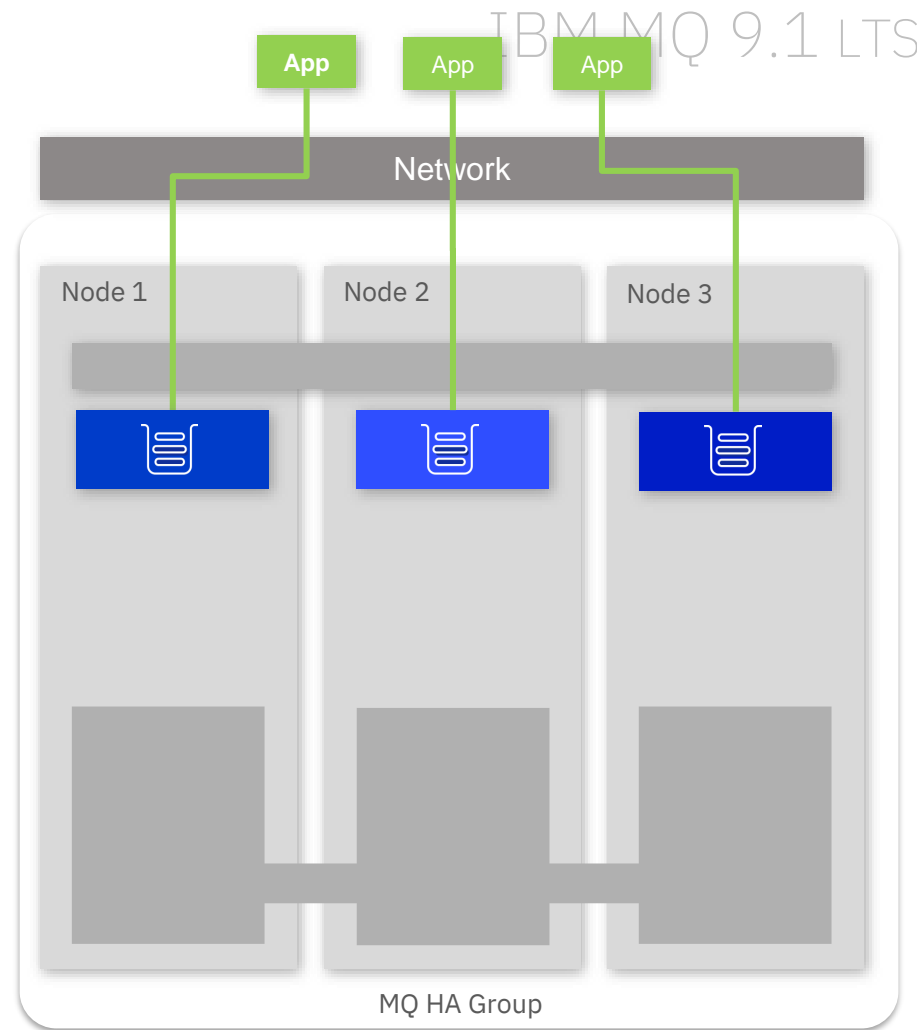 IBM MQ 9.1 LTS
App
App
App
Network
Node 1
Node 2
Node 3
MQ HA Group